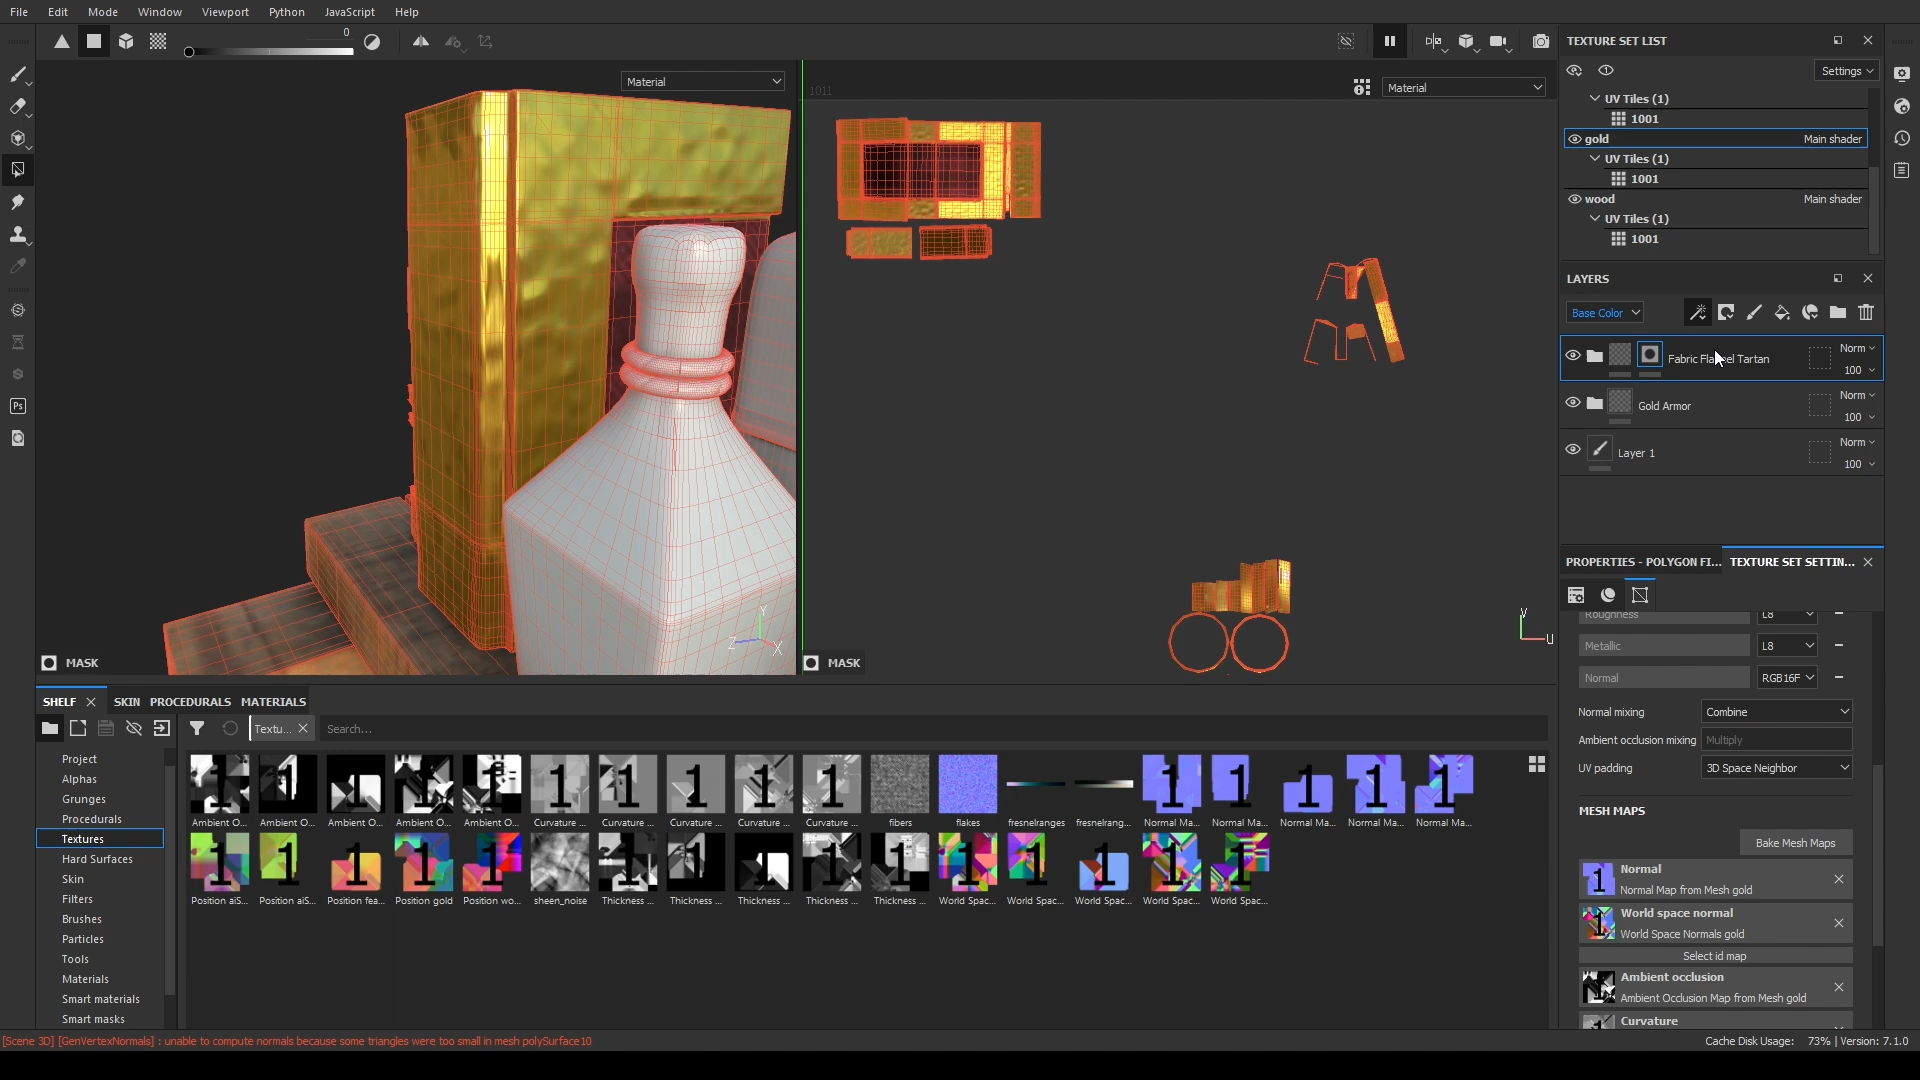 File Edit Mode Window Viewport Python JavaScript Help
0
Material
1011
Material
MASK
MASK
Z Y X
V U
TEXTURE SET LIST
Settings
UV Tiles (1)
1001
gold Main shader
UV Tiles (1)
1001
wood Main shader
UV Tiles (1)
1001
LAYERS
Base Color
Norm
Fabric Fla el Tartan
100
Norm
Gold Armor
100
Norm
Layer 1
100
PROPERTIES - POLYGON FI... TEXTURE SET SETTIN...
Roughness L8
Metallic L8
Normal RGB16F
Normal mixing Combine
Ambient occlusion mixing Multiply
UV padding 3D Space Neighbor
MESH MAPS
Bake Mesh Maps
Normal
Normal Map from Mesh gold
World space normal
World Space Normals gold
Select id map
Ambient occlusion
Ambient Occlusion Map from Mesh gold
Curvature
SHELF SKIN PROCEDURALS MATERIALS
Textu... Search...
Project
Alphas
Grunges
Procedurals
Textures
Hard Surfaces
Skin
Filters
Brushes
Particles
Tools
Materials
Smart materials
Smart masks
Ambient O... Ambient O... Ambient O... Ambient O... Ambient O... Curvature ... Curvature ... Curvature ... Curvature ... Curvature ... fibers flakes fresnelranges fresnelrang... Normal Ma... Normal Ma... Normal Ma... Normal Ma... Normal Ma...
Position aiS... Position aiS... Position fea... Position gold Position wo... sheen_noise Thickness ... Thickness ... Thickness ... Thickness ... Thickness ... World Spac... World Spac... World Spac... World Spac... World Spac...
Ps
[Scene 3D] [GenVertexNormals] : unable to compute normals because some triangles were too small in mesh polySurface10
Cache Disk Usage: 73% | Version: 7.1.0